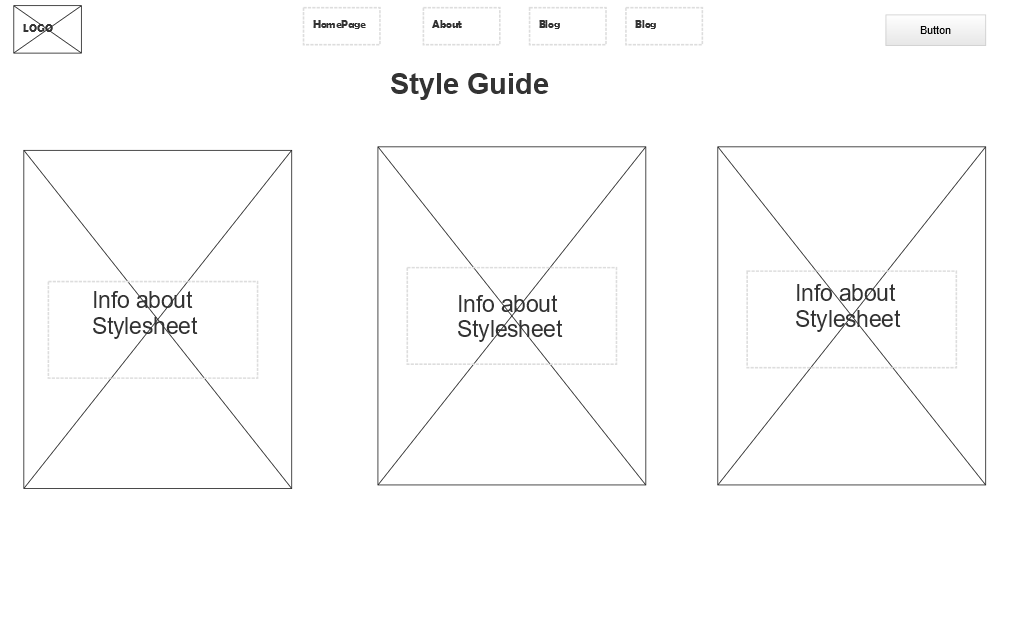 LOGO
HomePage
About
Blog
Blog
Button
Style Guide
Info about
Stylesheet
Info about
Stylesheet
Info about
Stylesheet